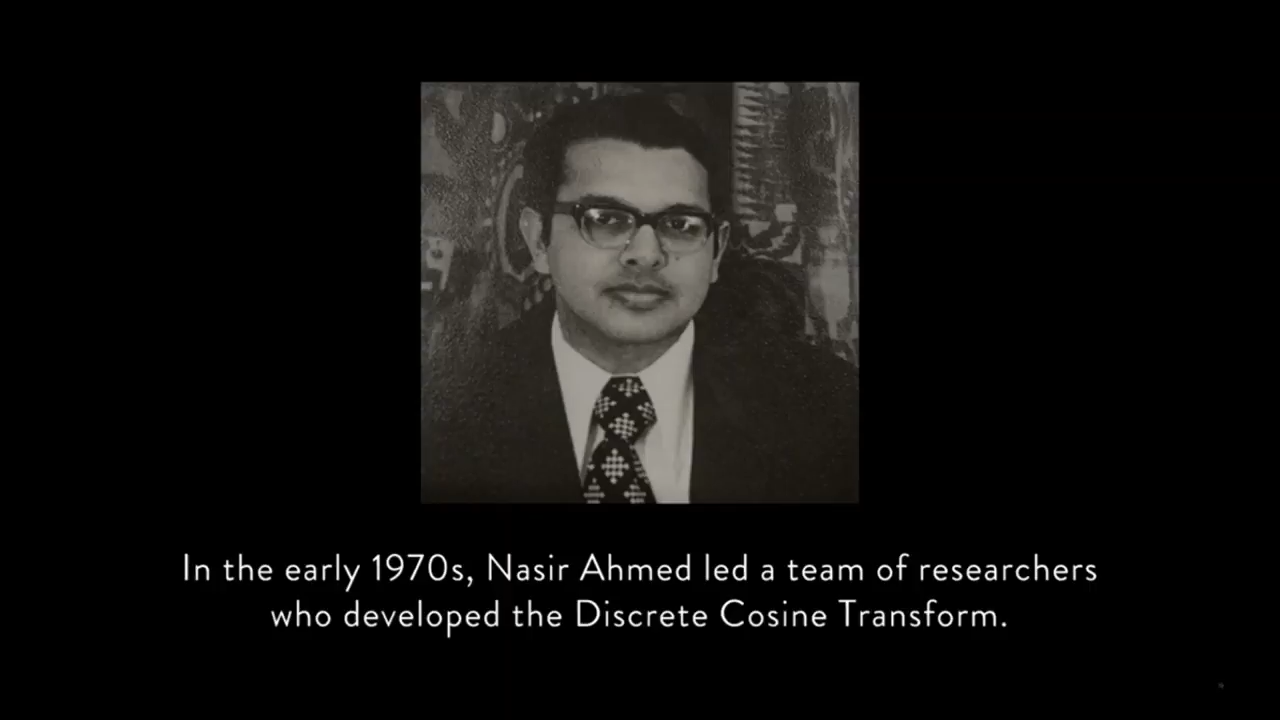 In the early 1970s, Nasir Ahmed led a team of researchers
who developed the Discrete Cosine Transform.